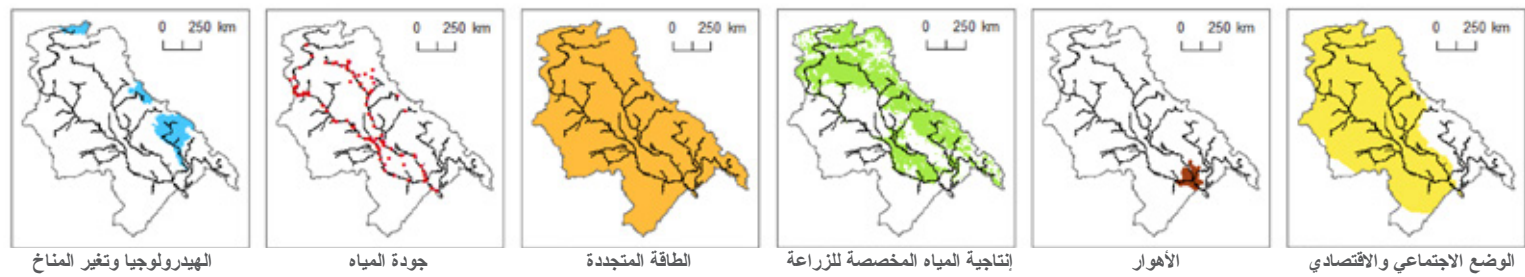 0 250 km
0 250 km
0 250 km
0 250 km
0 250 km
0 250 km
الوضع الاجتماعي والاقتصادي
الأهوار
إنتاجية المياه المخصصة للزراعة
الطاقة المتجددة
جودة المياه
الهيدرولوجيا وتغير المناخ